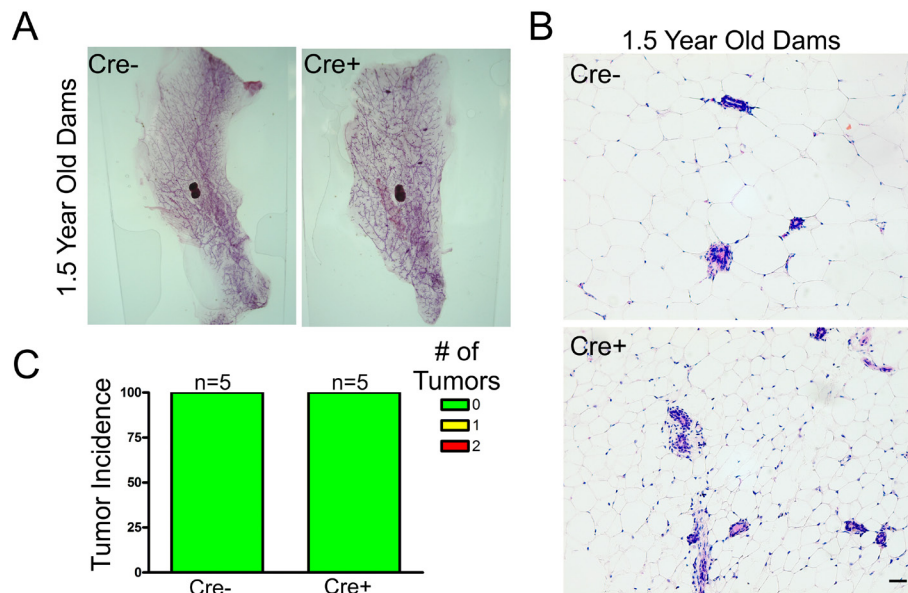 A
1.5 Year Old Dams
Cre-
Cre+
B
1.5 Year Old Dams
Cre-
Cre+
C
Tumor Incidence
100
75
50
25
0
n=5
n=5
Cre-
Cre+
# of
Tumors
0
1
2